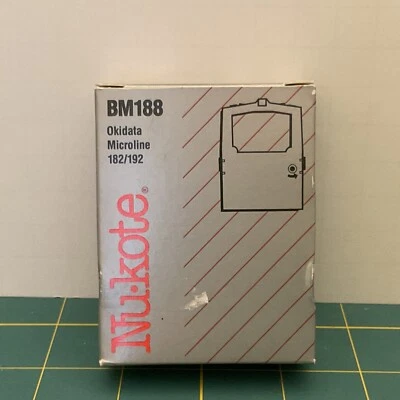 BM188
Okidata
Microline
182/192
Nu-kote®